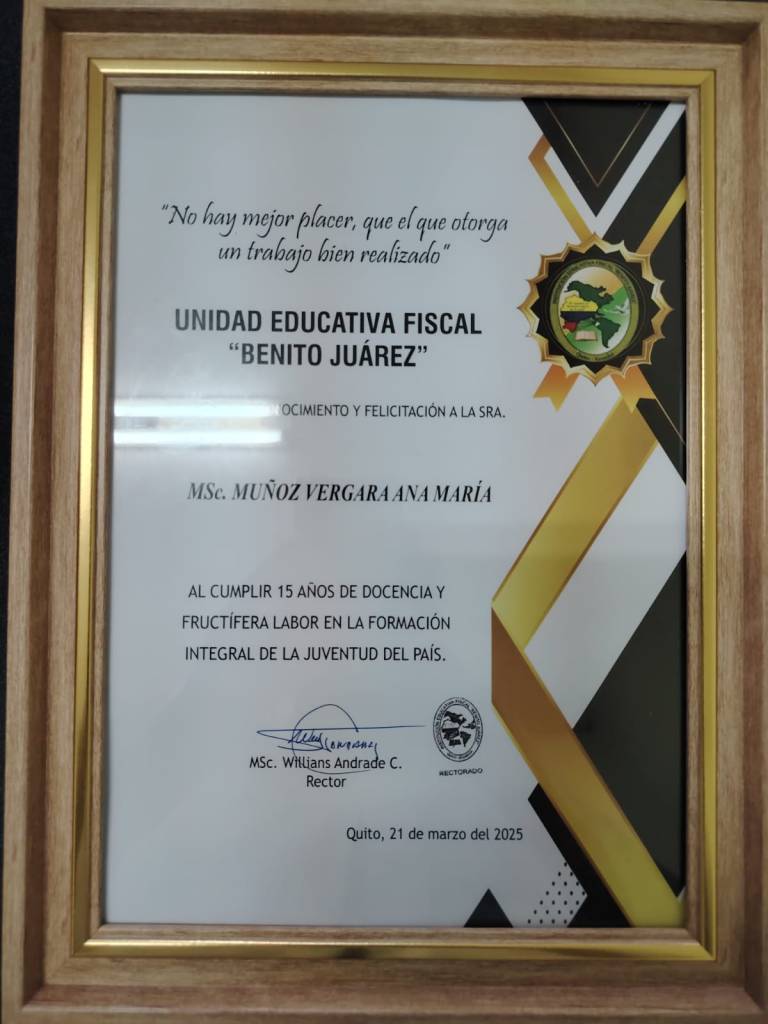 “No hay mejor placer, que el que otorga
un trabajo bien realizado”
UNIDAD EDUCATIVA FISCAL
“BENITO JUÁREZ”
Y FELICITACIÓN A LA SRA.
MSc. MUÑOZ VERGARA ANA MARÍA
AL CUMPLIR 15 AÑOS DE DOCENCIA Y
FRUCTÍFERA LABOR EN LA FORMACIÓN
INTEGRAL DE LA JUVENTUD DEL PAÍS.
MSc. Willians Andrade C.
Rector
RECTORADO
Quito, 21 de marzo del 2025